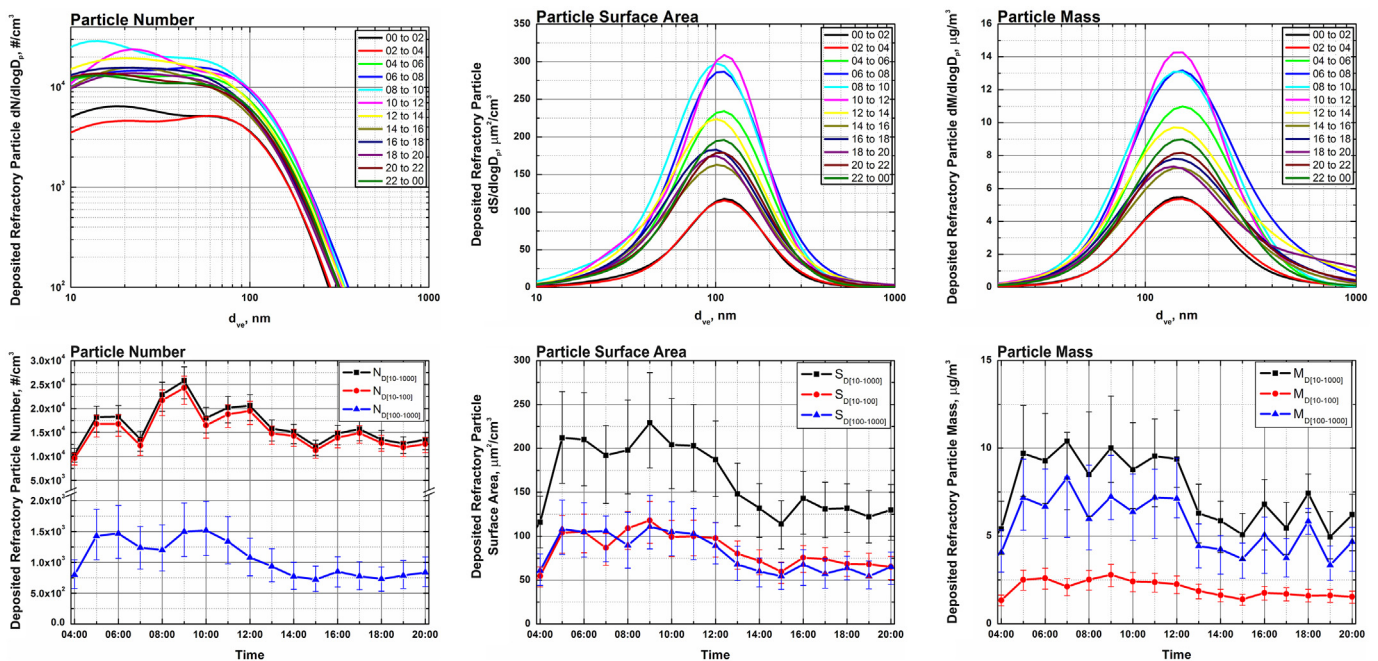 Particle Number
Deposited Refractory Particle dN/dlogDp, #/cm³
10⁴
10³
10²
10
100
1000
dve, nm
00 to 02
02 to 04
04 to 06
06 to 08
08 to 10
10 to 12
12 to 14
14 to 16
16 to 18
18 to 20
20 to 22
22 to 00
Particle Surface Area
Deposited Refractory Particle
dS/dlogDp, μm²/cm³
350
300
250
200
150
100
50
0
10
100
1000
dve, nm
00 to 02
02 to 04
04 to 06
06 to 08
08 to 10
10 to 12
12 to 14
14 to 16
16 to 18
18 to 20
20 to 22
22 to 00
Particle Mass
Deposited Refractory Particle dM/dlogDp, μg/m³
16
14
12
10
8
6
4
2
0
100
1000
dve, nm
00 to 02
02 to 04
04 to 06
06 to 08
08 to 10
10 to 12
12 to 14
14 to 16
16 to 18
18 to 20
20 to 22
22 to 00
Particle Number
Deposited Refractory Particle Number, #/cm³
3.0x10⁴
2.5x10⁴
2.0x10⁴
1.5x10⁴
1.0x10⁴
5.0x10³
2.0x10³
1.5x10³
1.0x10³
5.0x10²
0.0
04:00
06:00
08:00
10:00
12:00
14:00
16:00
18:00
20:00
Time
N D[10-1000]
N D[10-100]
N D[100-1000]
Particle Surface Area
Deposited Refractory Particle
Surface Area, μm²/cm³
300
250
200
150
100
50
0
04:00
06:00
08:00
10:00
12:00
14:00
16:00
18:00
20:00
Time
S D[10-1000]
S D[10-100]
S D[100-1000]
Particle Mass
Deposited Refractory Particle Mass, μg/m³
15
10
5
0
04:00
06:00
08:00
10:00
12:00
14:00
16:00
18:00
20:00
Time
M D[10-1000]
M D[10-100]
M D[100-1000]